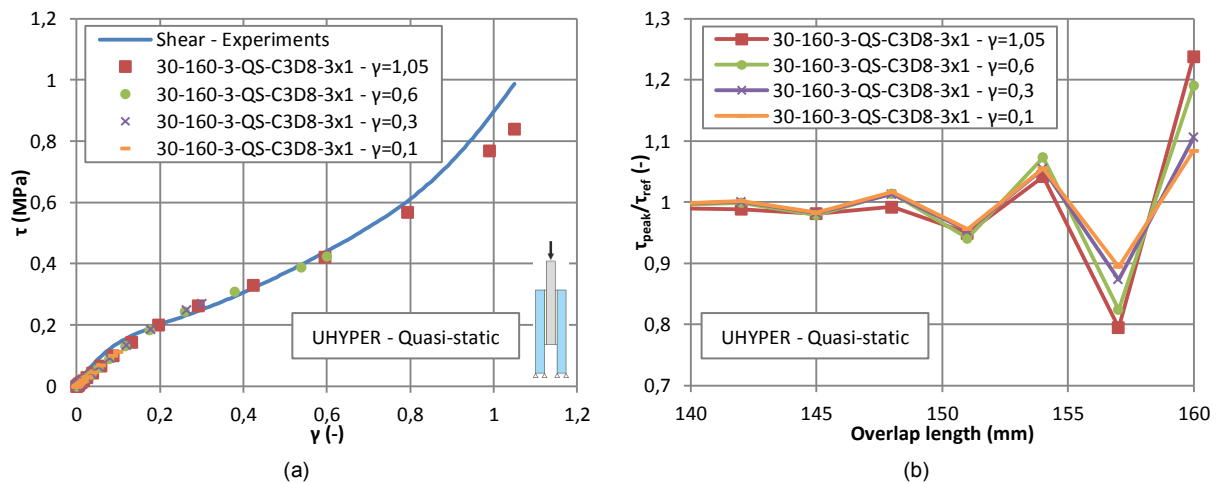 1,2
1
0,8
0,6
0,4
0,2
0
τ (MPa)
Shear - Experiments
30-160-3-QS-C3D8-3x1 - γ=1,05
30-160-3-QS-C3D8-3x1 - γ=0,6
30-160-3-QS-C3D8-3x1 - γ=0,3
30-160-3-QS-C3D8-3x1 - γ=0,1
UHYPER - Quasi-static
0 0,2 0,4 0,6 0,8 1 1,2
γ (-)
(a)
1,3
1,2
1,1
1
0,9
0,8
0,7
τpeak/τref (-)
30-160-3-QS-C3D8-3x1 - γ=1,05
30-160-3-QS-C3D8-3x1 - γ=0,6
30-160-3-QS-C3D8-3x1 - γ=0,3
30-160-3-QS-C3D8-3x1 - γ=0,1
UHYPER - Quasi-static
140 145 150 155 160
Overlap length (mm)
(b)